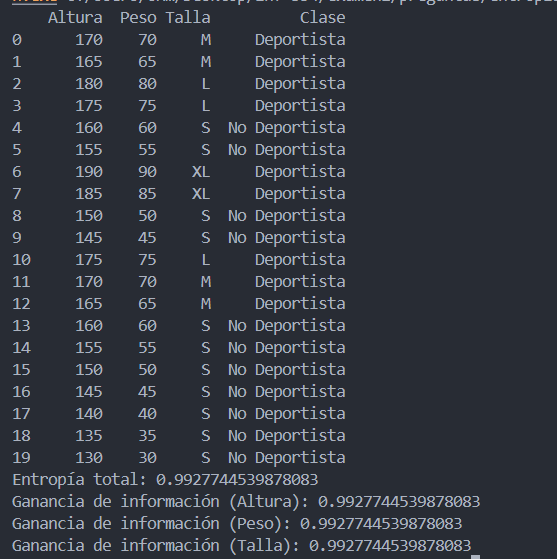 Altura Peso Talla Clase
0 170 70 M Deportista
1 165 65 M Deportista
2 180 80 L Deportista
3 175 75 L Deportista
4 160 60 S No Deportista
5 155 55 S No Deportista
6 190 90 XL Deportista
7 185 85 XL Deportista
8 150 50 S No Deportista
9 145 45 S No Deportista
10 175 75 L Deportista
11 170 70 M Deportista
12 165 65 M Deportista
13 160 60 S No Deportista
14 155 55 S No Deportista
15 150 50 S No Deportista
16 145 45 S No Deportista
17 140 40 S No Deportista
18 135 35 S No Deportista
19 130 30 S No Deportista
Entropía total: 0.9927744539878083
Ganancia de información (Altura): 0.9927744539878083
Ganancia de información (Peso): 0.9927744539878083
Ganancia de información (Talla): 0.9927744539878083